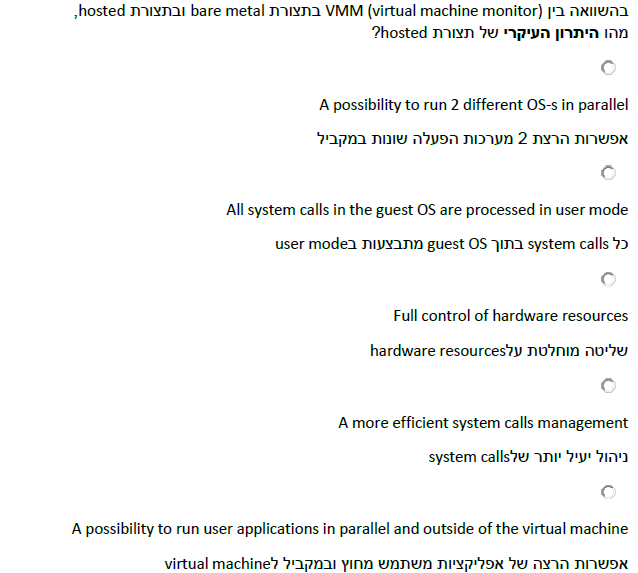 בהשוואה בין VMM (virtual machine monitor) בתצורת bare metal ובתצורת hosted,
מהו היתרון העיקרי של תצורת hosted?
A possibility to run 2 different OS-s in parallel
אפשרות הרצת 2 מערכות הפעלה שונות במקביל
All system calls in the guest OS are processed in user mode
כל system calls בתוך guest OS מתבצעות בuser mode
Full control of hardware resources
שליטה מוחלטת עלhardware resources
A more efficient system calls management
ניהול יעיל יותר שלsystem calls
A possibility to run user applications in parallel and outside of the virtual machine
אפשרות הרצה של אפליקציות משתמש מחוץ ובמקביל לvirtual machine